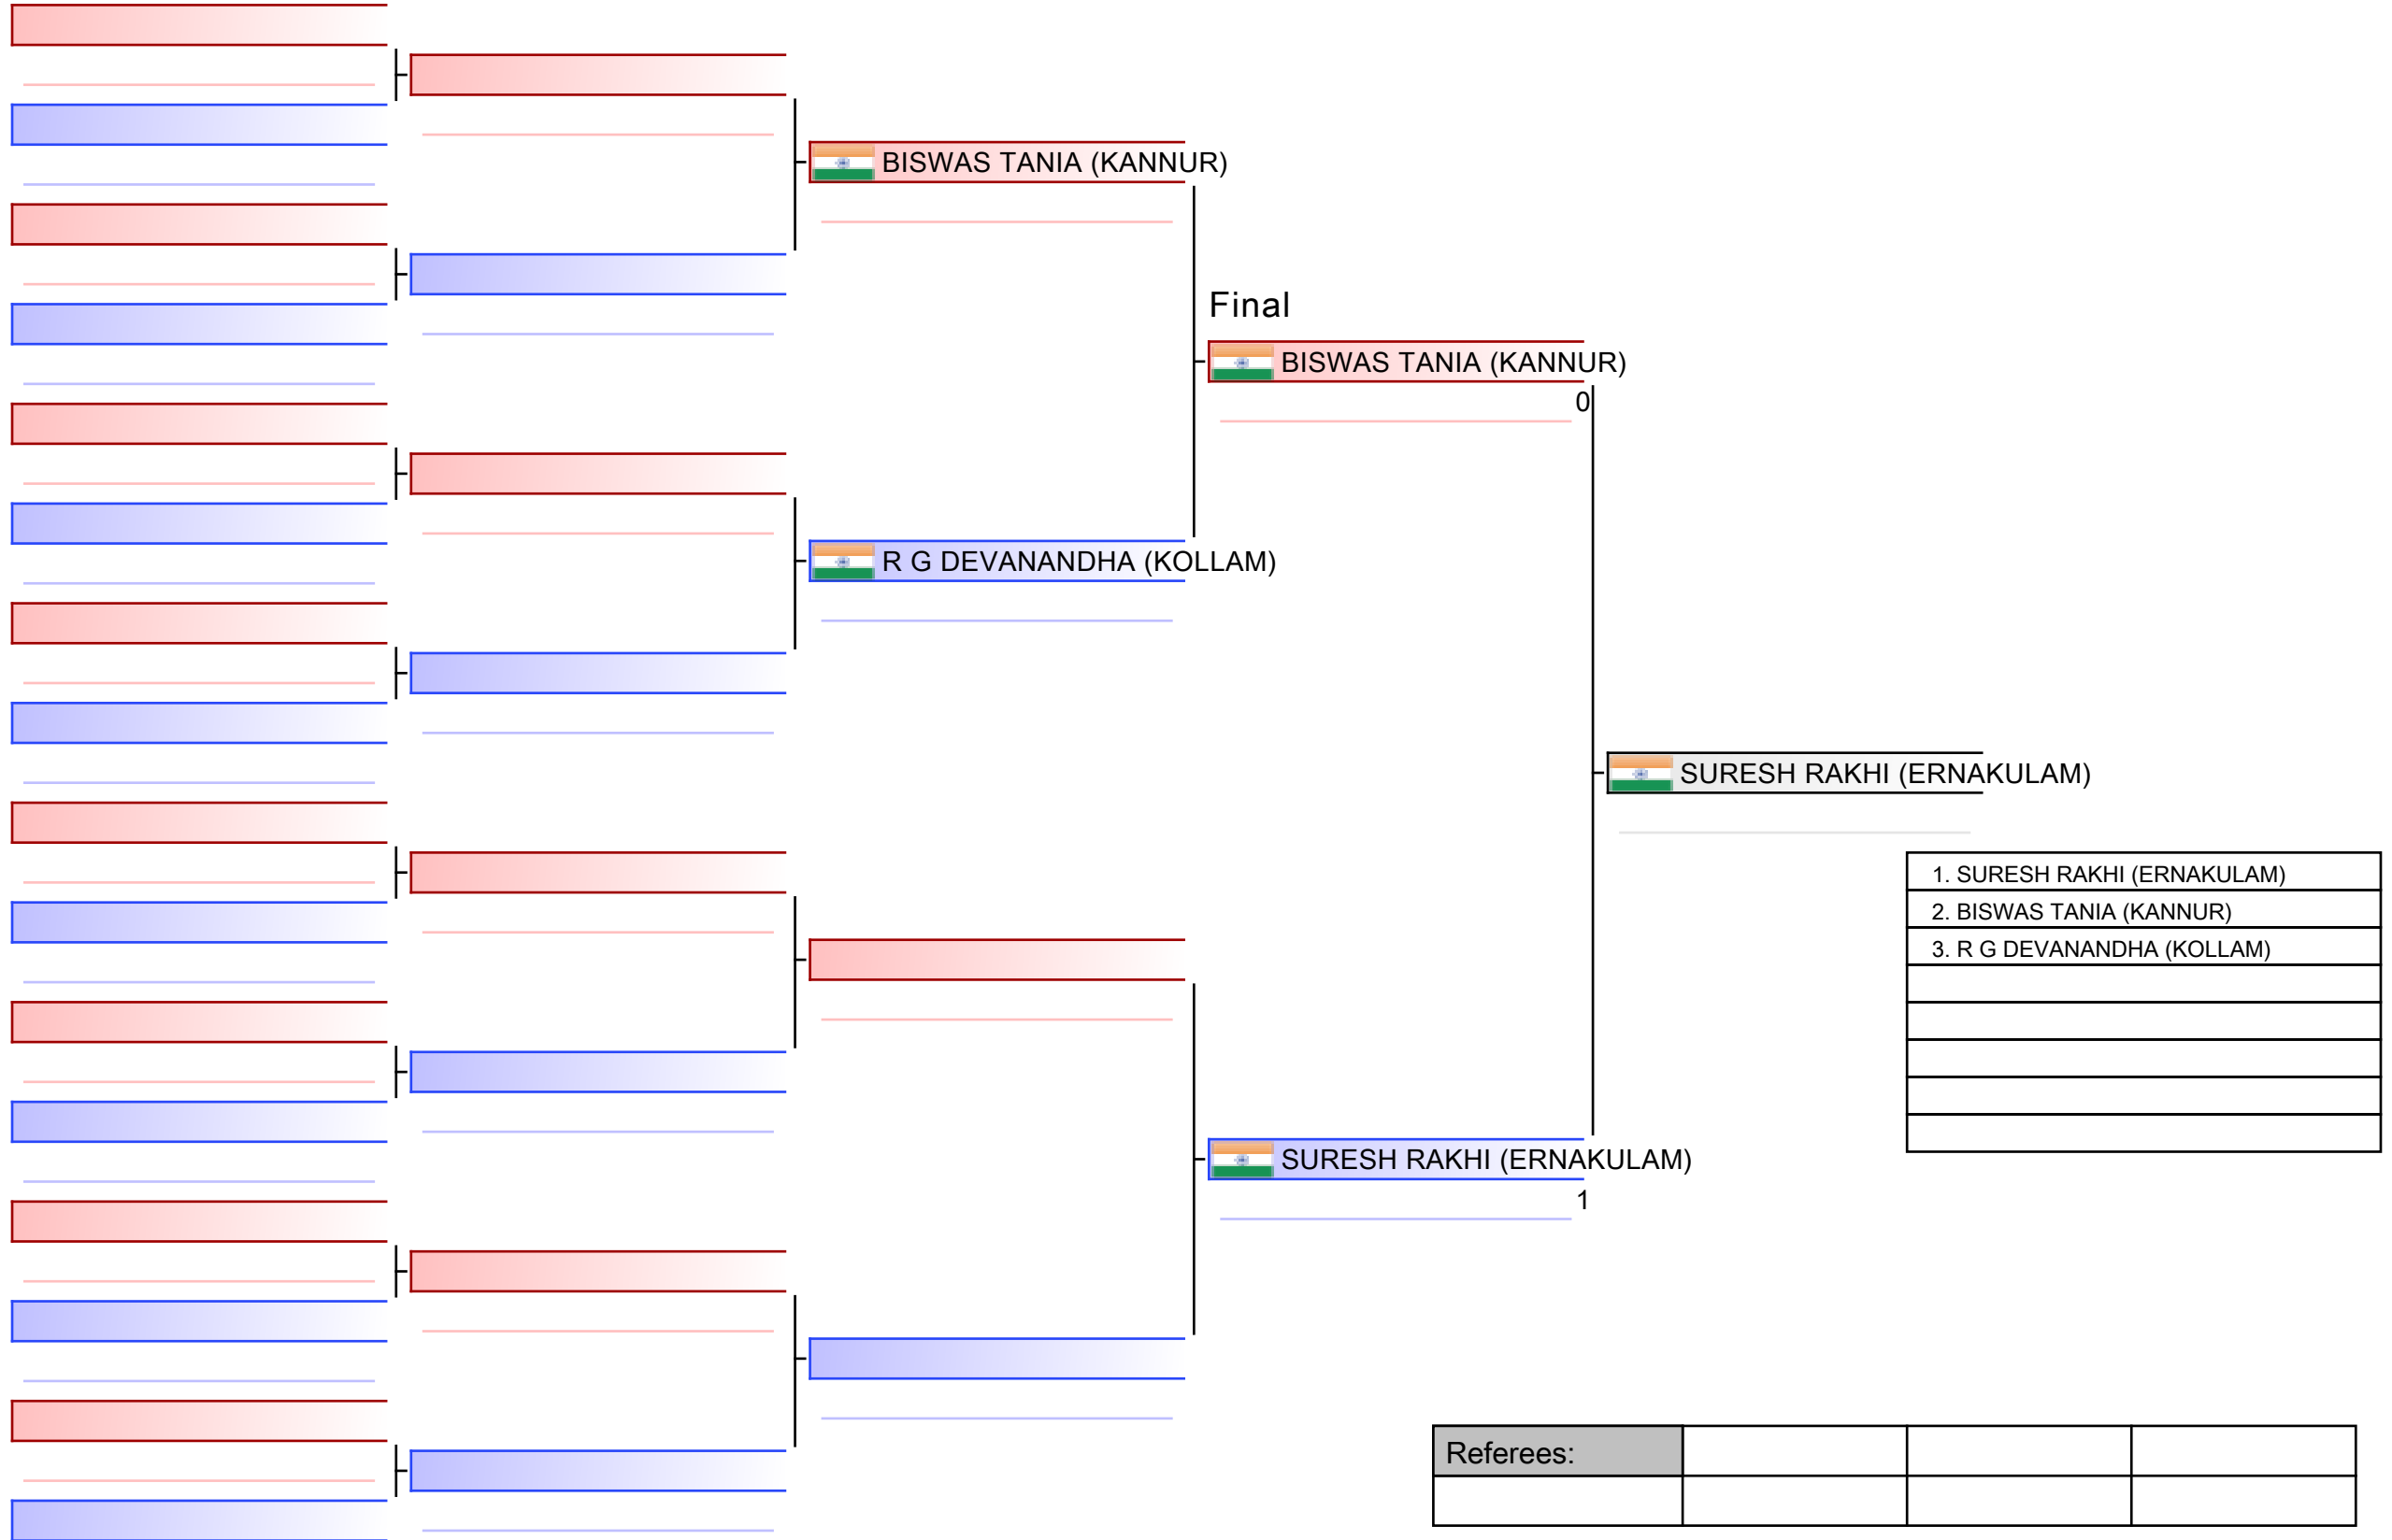 BISWAS TANIA (KANNUR)
Final
BISWAS TANIA (KANNUR)
0
R G DEVANANDHA (KOLLAM)
SURESH RAKHI (ERNAKULAM)
1. SURESH RAKHI (ERNAKULAM)
2. BISWAS TANIA (KANNUR)
3. R G DEVANANDHA (KOLLAM)
SURESH RAKHI (ERNAKULAM)
1
Referees: